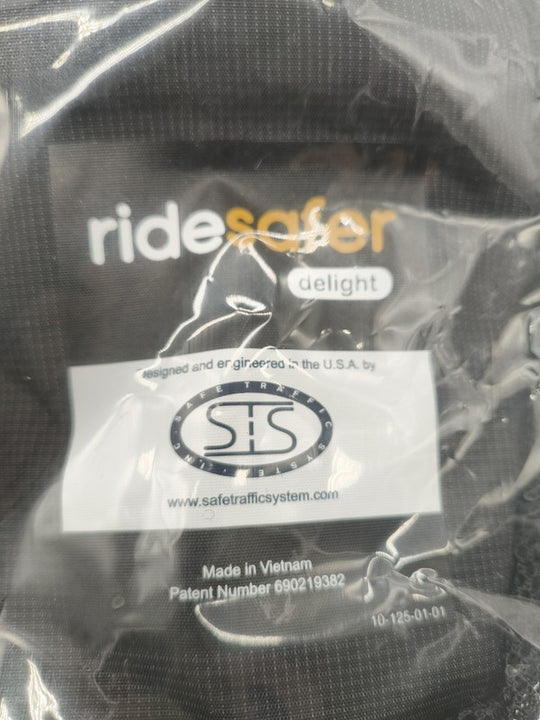 ridesafer
delight
designed and engineered in the U.S.A. by
SAFE TRAFFIC SYSTEM, INC
STS
www.safetrafficsystem.com
Made in Vietnam
Patent Number 690219382
10-125-01-01